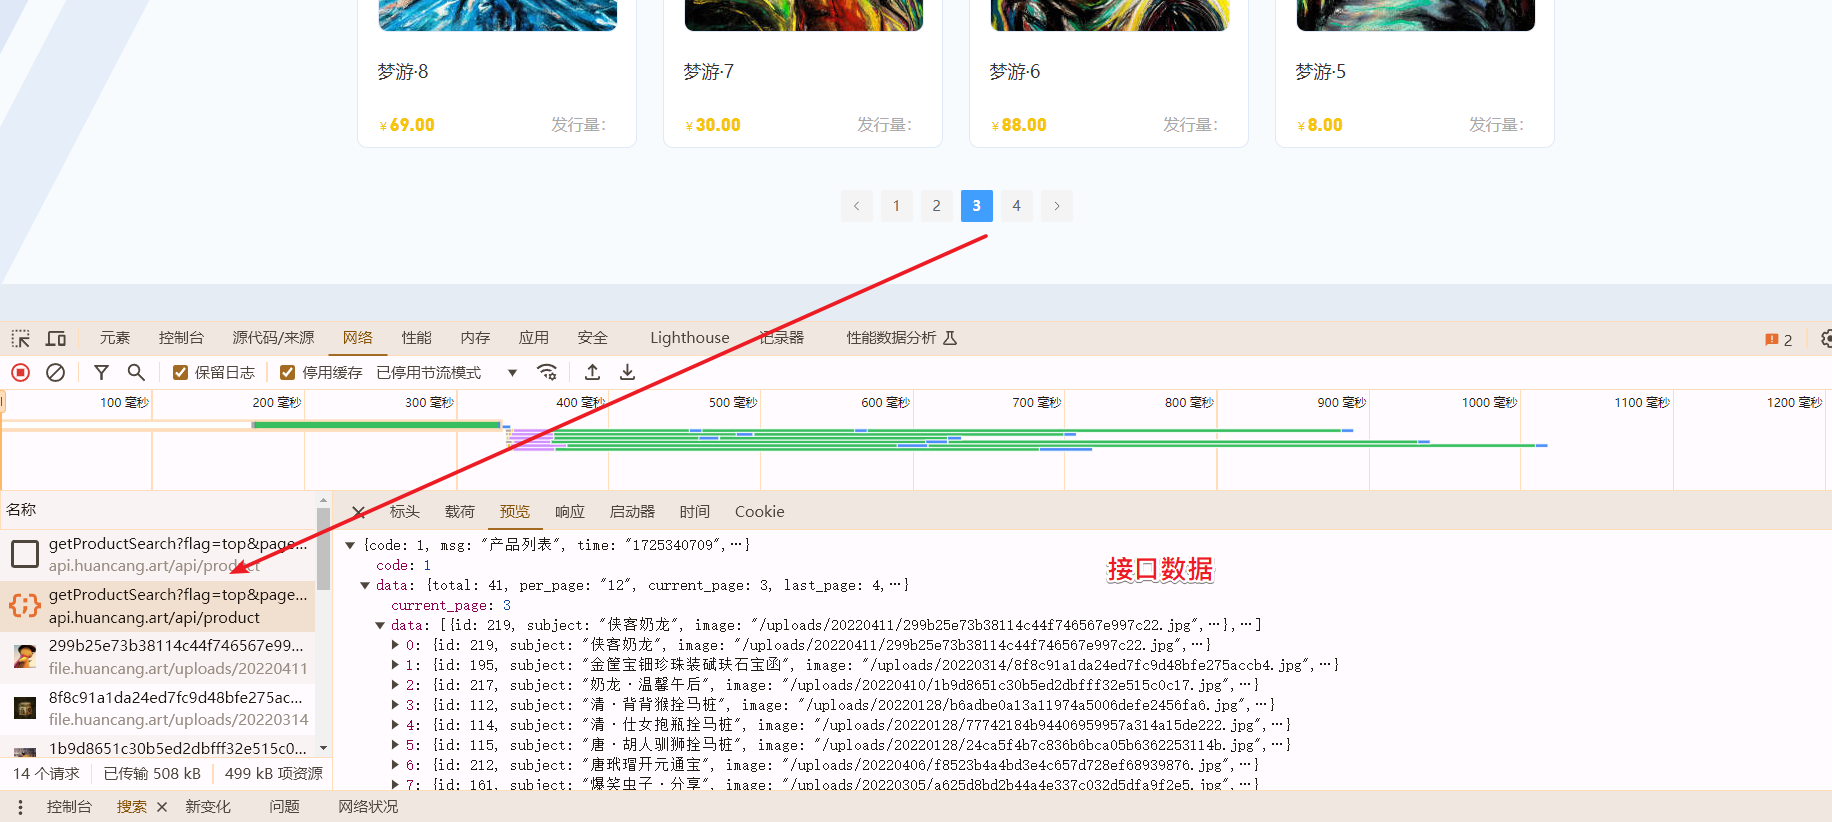 梦游·8
梦游·7
梦游·6
梦游·5
¥69.00 发行量:
¥30.00 发行量:
¥88.00 发行量:
¥8.00 发行量:
< 1 2 3 4 >
元素 控制台 源代码/来源 网络 性能 内存 应用 安全 Lighthouse 记录器 性能数据分析 2
保留日志 停用缓存 已停用节流模式
100 毫秒 200 毫秒 300 毫秒 400 毫秒 500 毫秒 600 毫秒 700 毫秒 800 毫秒 900 毫秒 1000 毫秒 1100 毫秒 1200 毫秒
名称
getProductSearch?flag=top&page...
api.huancang.art/api/product
getProductSearch?flag=top&page...
api.huancang.art/api/product
299b25e73b38114c44f746567e99...
file.huancang.art/uploads/20220411
8f8c91a1da24ed7fc9d48bfe275ac...
file.huancang.art/uploads/20220314
1b9d8651c30b5ed2dbfff32e515c0...
14 个请求 已传输 508 kB 499 kB 项资源
标头 载荷 预览 响应 启动器 时间 Cookie
{code: 1, msg: "产品列表", time: "1725340709",…}
code: 1
data: {total: 41, per_page: "12", current_page: 3, last_page: 4,…}
current_page: 3
data: [{id: 219, subject: "侠客奶龙", image: "/uploads/20220411/299b25e73b38114c44f746567e997c22.jpg",…},…]
0: {id: 219, subject: "侠客奶龙", image: "/uploads/20220411/299b25e73b38114c44f746567e997c22.jpg",…}
1: {id: 195, subject: "金筐宝钿珍珠装碱玞石宝函", image: "/uploads/20220314/8f8c91a1da24ed7fc9d48bfe275accb4.jpg",…}
2: {id: 217, subject: "奶龙·温馨午后", image: "/uploads/20220410/1b9d8651c30b5ed2dbfff32e515c0c17.jpg",…}
3: {id: 112, subject: "清·背背猴拴马桩", image: "/uploads/20220128/b6adbe0a13a11974a5006defe2456fa6.jpg",…}
4: {id: 114, subject: "清·仕女抱瓶拴马桩", image: "/uploads/20220128/77742184b94406959957a314a15de222.jpg",…}
5: {id: 115, subject: "唐·胡人驯狮拴马桩", image: "/uploads/20220128/24ca5f4b7c836b6bca05b6362253114b.jpg",…}
6: {id: 212, subject: "唐玳瑁开元通宝", image: "/uploads/20220406/f8523b4a4bd3e4c657d728ef68939876.jpg",…}
7: {id: 161, subject: "爆笑虫子·分享", image: "/uploads/20220305/a625d8bd2b44a4e337c032d5dfa9f2e5.jpg",…}
接口数据
控制台 搜索 新变化 问题 网络状况